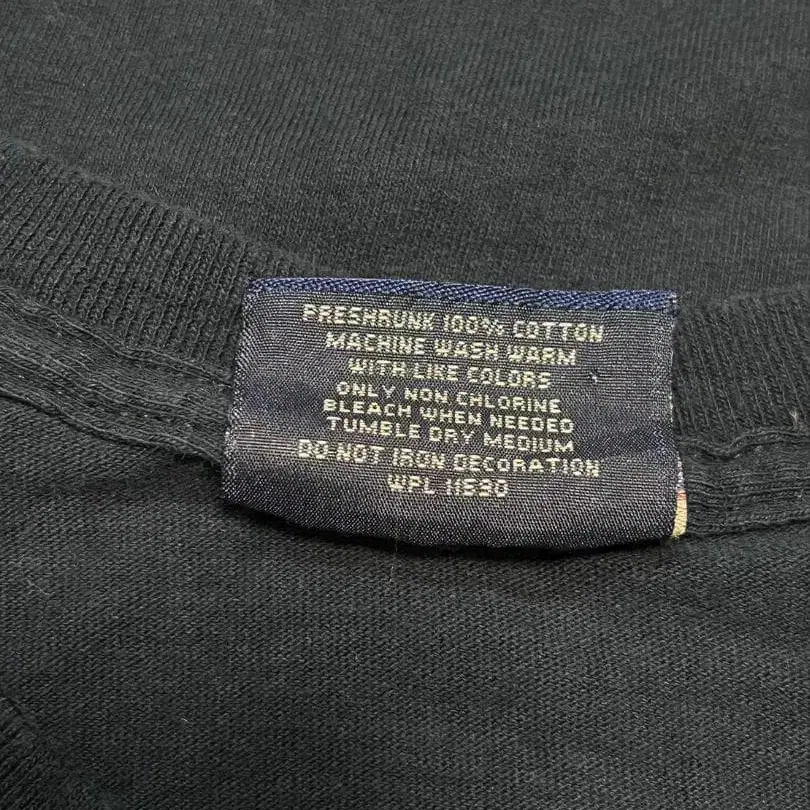 PRESHRUNK 100% COTTON
MACHINE WASH WARM
WITH LIKE COLORS
ONLY NON CHLORINE
BLEACH WHEN NEEDED
TUMBLE DRY MEDIUM
DO NOT IRON DECORATION
WPL 11530